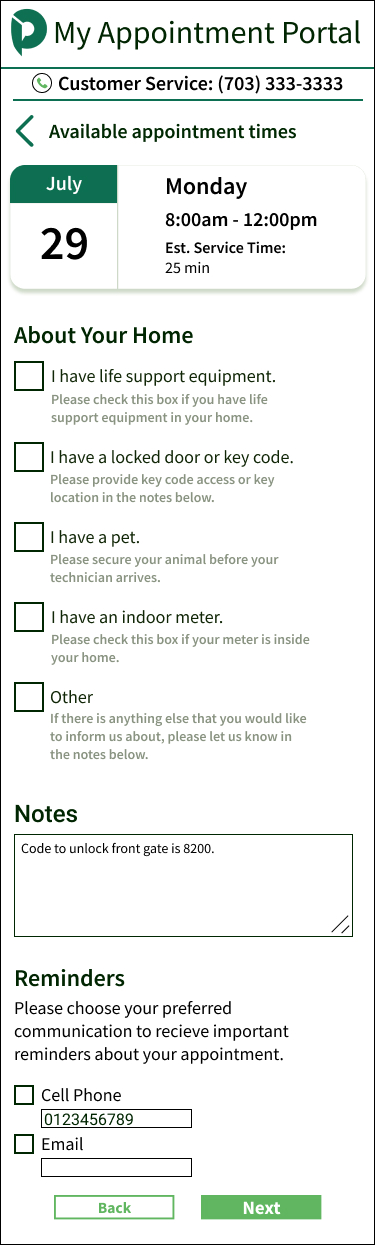 My Appointment Portal
Customer Service: (703) 333-3333
Available appointment times
July
29
Monday
8:00am - 12:00pm
Est. Service Time:
25 min
About Your Home
I have life support equipment.
Please check this box if you have life
support equipment in your home.
I have a locked door or key code.
Please provide key code access or key
location in the notes below.
I have a pet.
Please secure your animal before your
technician arrives.
I have an indoor meter.
Please check this box if your meter is inside
your home.
Other
If there is anything else that you would like
to inform us about, please let us know in
the notes below.
Notes
Code to unlock front gate is 8200.
Reminders
Please choose your preferred
communication to recieve important
reminders about your appointment.
Cell Phone
0123456789
Email
Back
Next